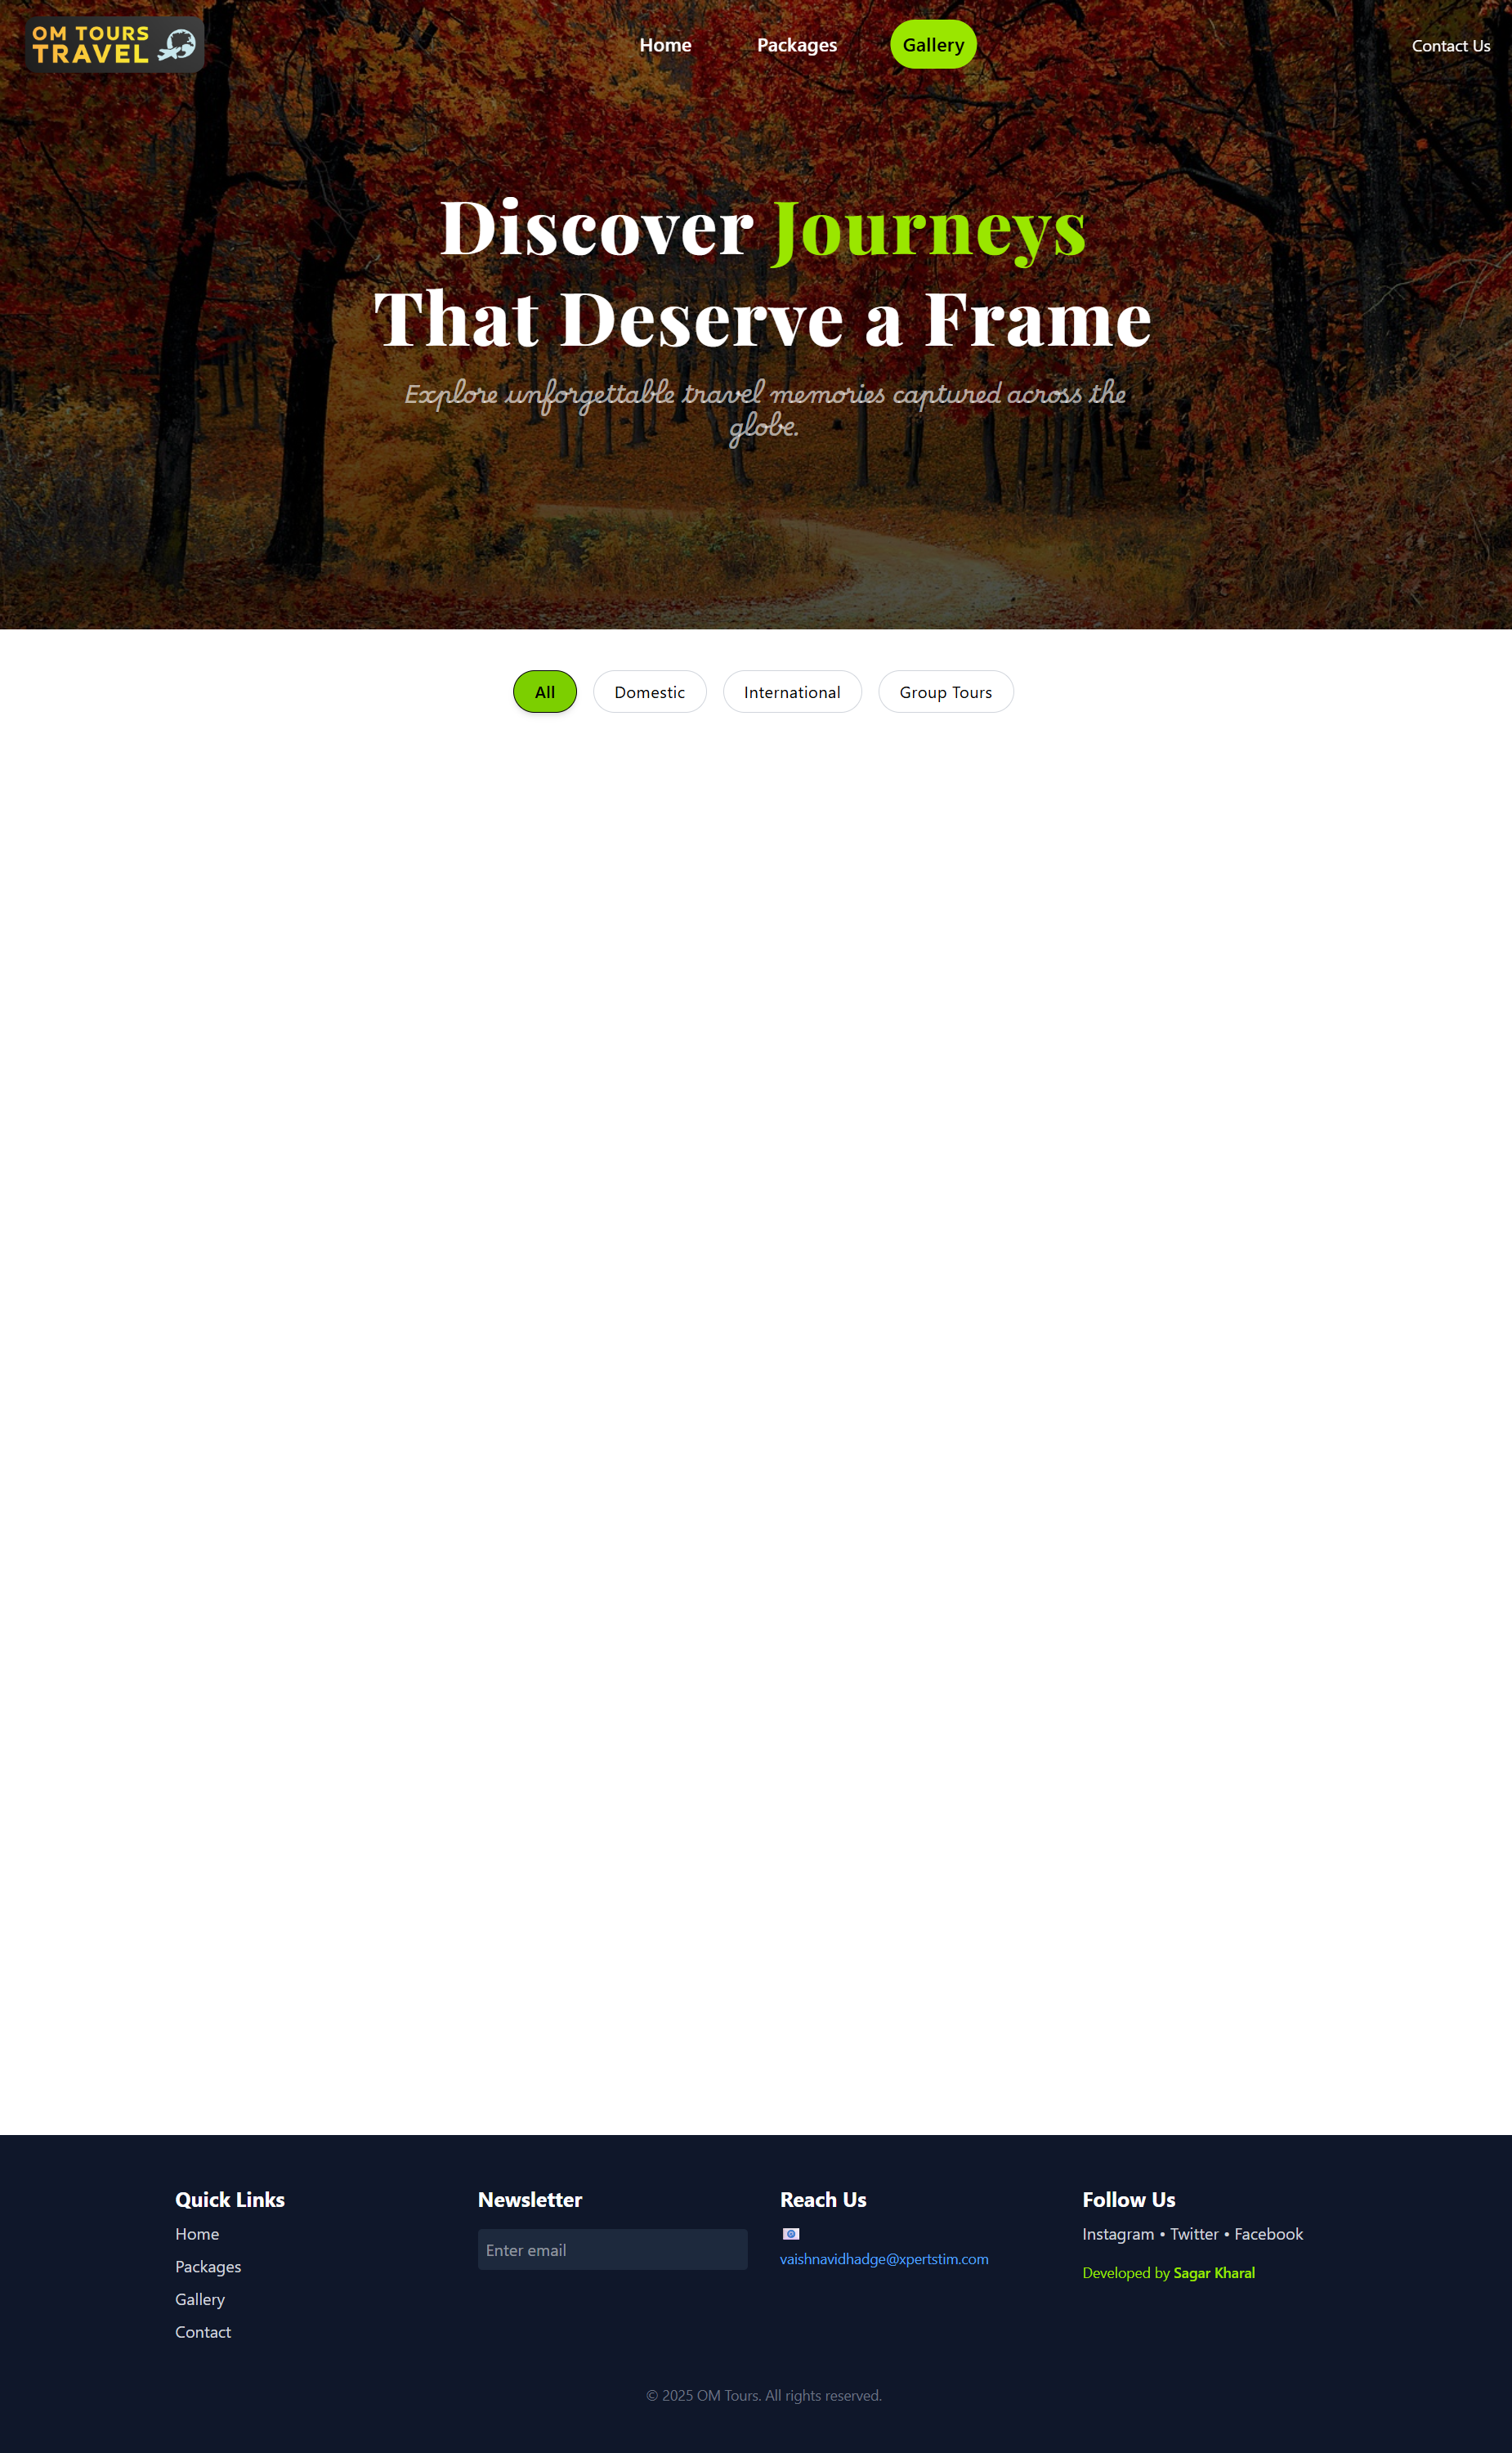 OM TOURS
TRAVEL
Home
Packages
Gallery
Contact Us
Discover Journeys
That Deserve a Frame
Explore unforgettable travel memories captured across the
globe.
All
Domestic
International
Group Tours
Quick Links
Home
Packages
Gallery
Contact
Newsletter
Enter email
Reach Us
vaishnavidhadge@xpertstim.com
Follow Us
Instagram • Twitter • Facebook
Developed by Sagar Kharal
© 2025 OM Tours. All rights reserved.